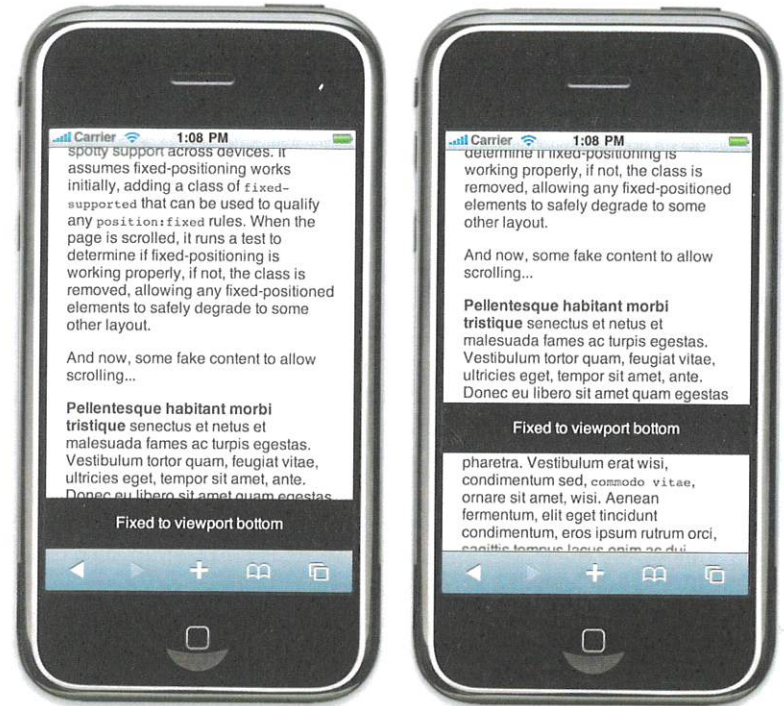 Carrier 1:08 PM
spotty support across devices. It
assumes fixed-positioning works
initially, adding a class of fixed-
supported that can be used to qualify
any position:fixed rules. When the
page is scrolled, it runs a test to
determine if fixed-positioning is
working properly, if not, the class is
removed, allowing any fixed-positioned
elements to safely degrade to some
other layout.
And now, some fake content to allow
scrolling...
Pellentesque habitant morbi
tristique senectus et netus et
malesuada fames ac turpis egestas.
Vestibulum tortor quam, feugiat vitae,
ultricies eget, tempor sit amet, ante.
Donec eu libero sit amet quam egestas
Fixed to viewport bottom
Carrier 1:08 PM
determine if fixed-positioning is
working properly, if not, the class is
removed, allowing any fixed-positioned
elements to safely degrade to some
other layout.
And now, some fake content to allow
scrolling...
Pellentesque habitant morbi
tristique senectus et netus et
malesuada fames ac turpis egestas.
Vestibulum tortor quam, feugiat vitae,
ultricies eget, tempor sit amet, ante.
Donec eu libero sit amet quam egestas
Fixed to viewport bottom
pharetra. Vestibulum erat wisi,
condimentum sed, commodo vitae,
ornare sit amet, wisi. Aenean
fermentum, elit eget tincidunt
condimentum, eros ipsum rutrum orci,
sagittis tempus lacus enim ac dui